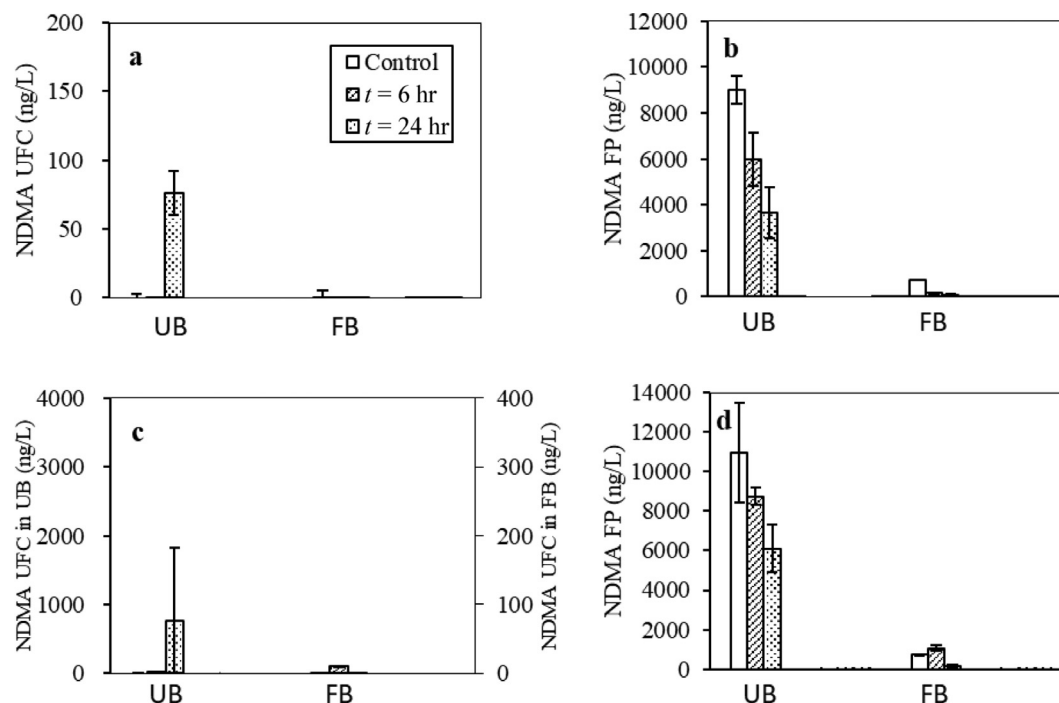 a
NDMA UFC (ng/L)
200
150
100
50
0
Control
t = 6 hr
t = 24 hr
UB
FB
b
NDMA FP (ng/L)
12000
10000
8000
6000
4000
2000
0
UB
FB
c
NDMA UFC in UB (ng/L)
4000
3000
2000
1000
0
400
300
200
100
0
NDMA UFC in FB (ng/L)
UB
FB
d
NDMA FP (ng/L)
14000
12000
10000
8000
6000
4000
2000
0
UB
FB